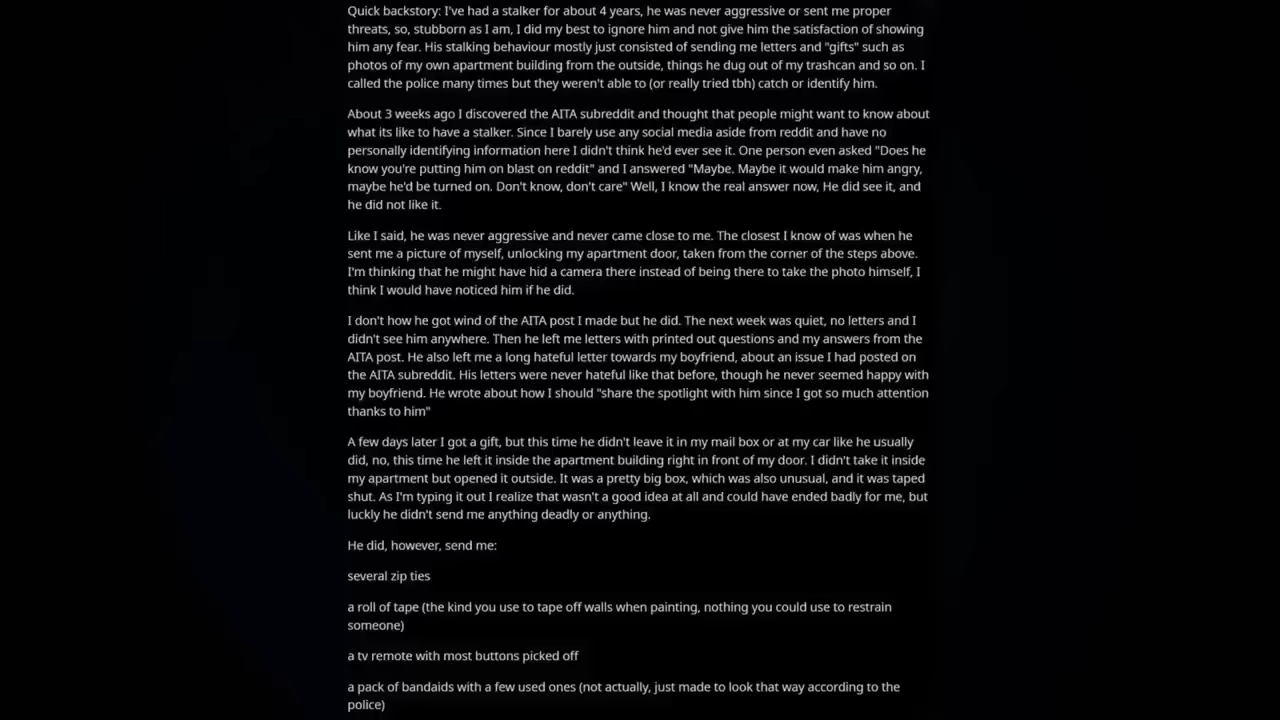 Quick backstory: I've had a stalker for about 4 years, he was never aggressive or sent me proper
threats, so, stubborn as I am, I did my best to ignore him and not give him the satisfaction of showing
him any fear. His stalking behaviour mostly just consisted of sending me letters and "gifts" such as
photos of my own apartment building from the outside, things he dug out of my trashcan and so on. I
called the police many times but they weren't able to (or really tried tbh) catch or identify him.
About 3 weeks ago I discovered the AITA subreddit and thought that people might want to know about
what its like to have a stalker. Since I barely use any social media aside from reddit and have no
personally identifying information here I didn't think he'd ever see it. One person even asked "Does he
know you're putting him on blast on reddit" and I answered "Maybe. Maybe it would make him angry,
maybe he'd be turned on. Don't know, don't care" Well, I know the real answer now, He did see it, and
he did not like it.
Like I said, he was never aggressive and never came close to me. The closest I know of was when he
sent me a picture of myself, unlocking my apartment door, taken from the corner of the steps above.
I'm thinking that he might have hid a camera there instead of being there to take the photo himself, I
think I would have noticed him if he did.
I don't how he got wind of the AITA post I made but he did. The next week was quiet, no letters and I
didn't see him anywhere. Then he left me letters with printed out questions and my answers from the
AITA post. He also left me a long hateful letter towards my boyfriend, about an issue I had posted on
the AITA subreddit. His letters were never hateful like that before, though he never seemed happy with
my boyfriend. He wrote about how I should "share the spotlight with him since I got so much attention
thanks to him"
A few days later I got a gift, but this time he didn't leave it in my mail box or at my car like he usually
did, no, this time he left it inside the apartment building right in front of my door. I didn't take it inside
my apartment but opened it outside. It was a pretty big box, which was also unusual, and it was taped
shut. As I'm typing it out I realize that wasn't a good idea at all and could have ended badly for me, but
luckly he didn't send me anything deadly or anything.
He did, however, send me:
several zip ties
a roll of tape (the kind you use to tape off walls when painting, nothing you could use to restrain
someone)
a tv remote with most buttons picked off
a pack of bandaids with a few used ones (not actually, just made to look that way according to the
police)